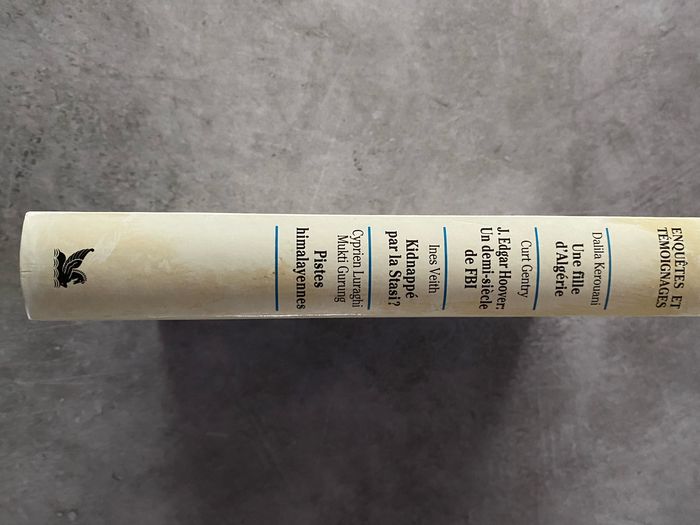 ENQUÊTES ET
TÉMOIGNAGES
Dalila Kerouani
Une fille
d'Algérie
Curt Gentry
J. Edgar Hoover:
Un demi-siècle
de FBI
Ines Veith
Kidnappé
par la Stasi?
Cyprien Luraghi
Mukti Gurung
Pistes
himalayennes